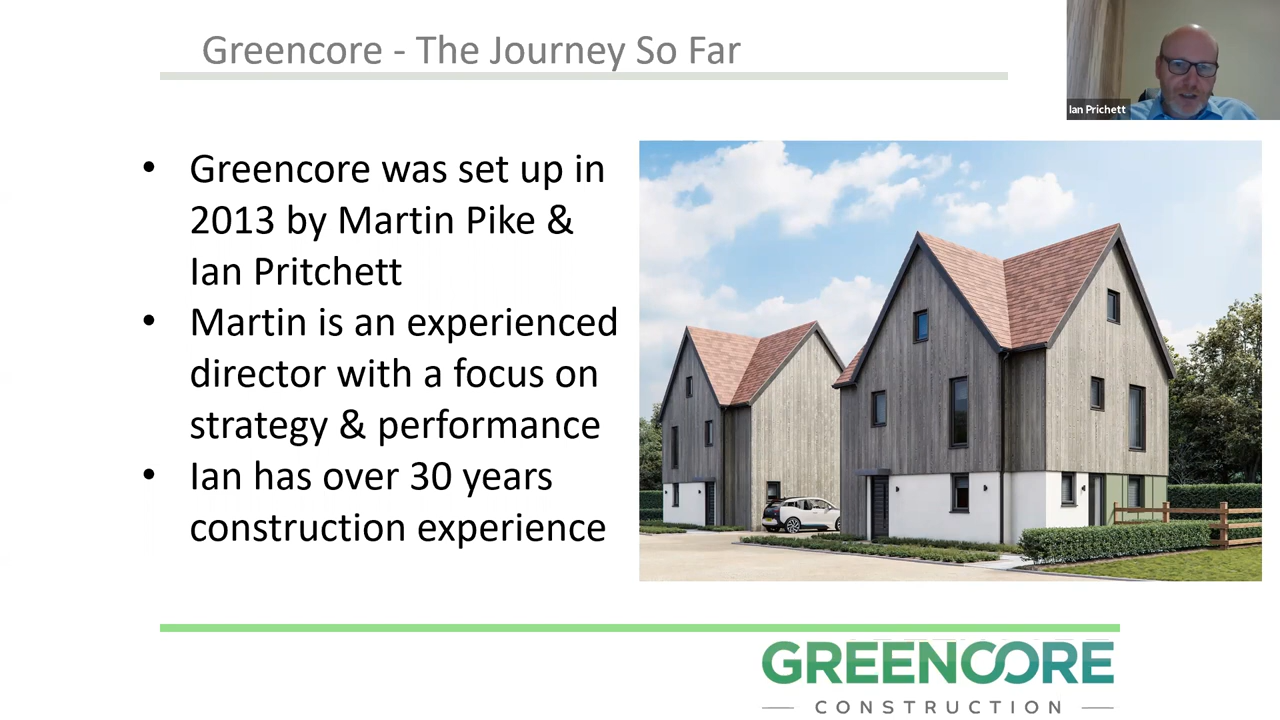 Greencore - The Journey So Far
Ian Prichett
• Greencore was set up in
2013 by Martin Pike &
Ian Pritchett
• Martin is an experienced
director with a focus on
strategy & performance
• Ian has over 30 years
construction experience
GREENCORE
CONSTRUCTION